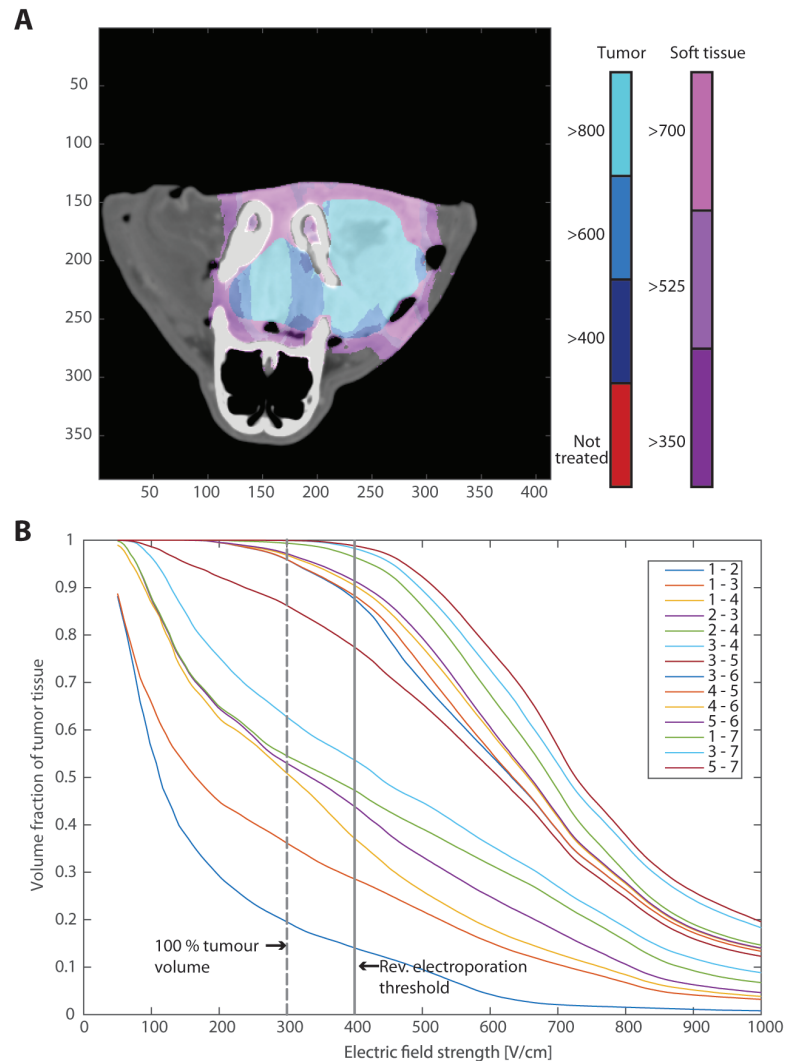 A
50
100
150
200
250
300
350
50
100
150
200
250
300
350
400
Tumor
Soft tissue
>800
>600
>400
Not
treated
>700
>525
>350
B
Volume fraction of tumor tissue
1
0.9
0.8
0.7
0.6
0.5
0.4
0.3
0.2
0.1
0
1 - 2
1 - 3
1 - 4
2 - 3
2 - 4
3 - 4
3 - 5
3 - 6
4 - 5
4 - 6
5 - 6
1 - 7
3 - 7
5 - 7
100 % tumour
volume
Rev. electroporation
threshold
0
100
200
300
400
500
600
700
800
900
1000
Electric field strength [V/cm]